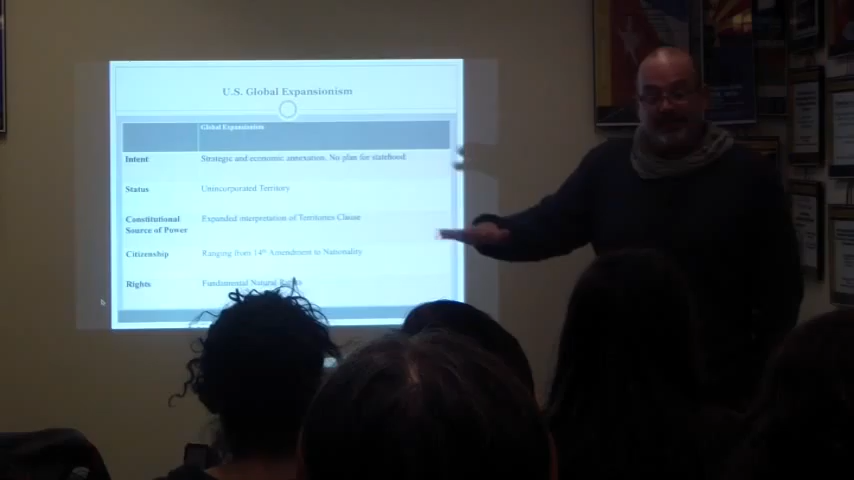 U.S. Global Expansionism
Global Expansionism
Intent Strategic and economic annexation. No plan for statehood
Status Unincorporated Territory
Constitutional Source of Power Expanded interpretation of Territories Clause
Citizenship Ranging from 14th Amendment to Nationality
Rights Fundamental Natural Rights